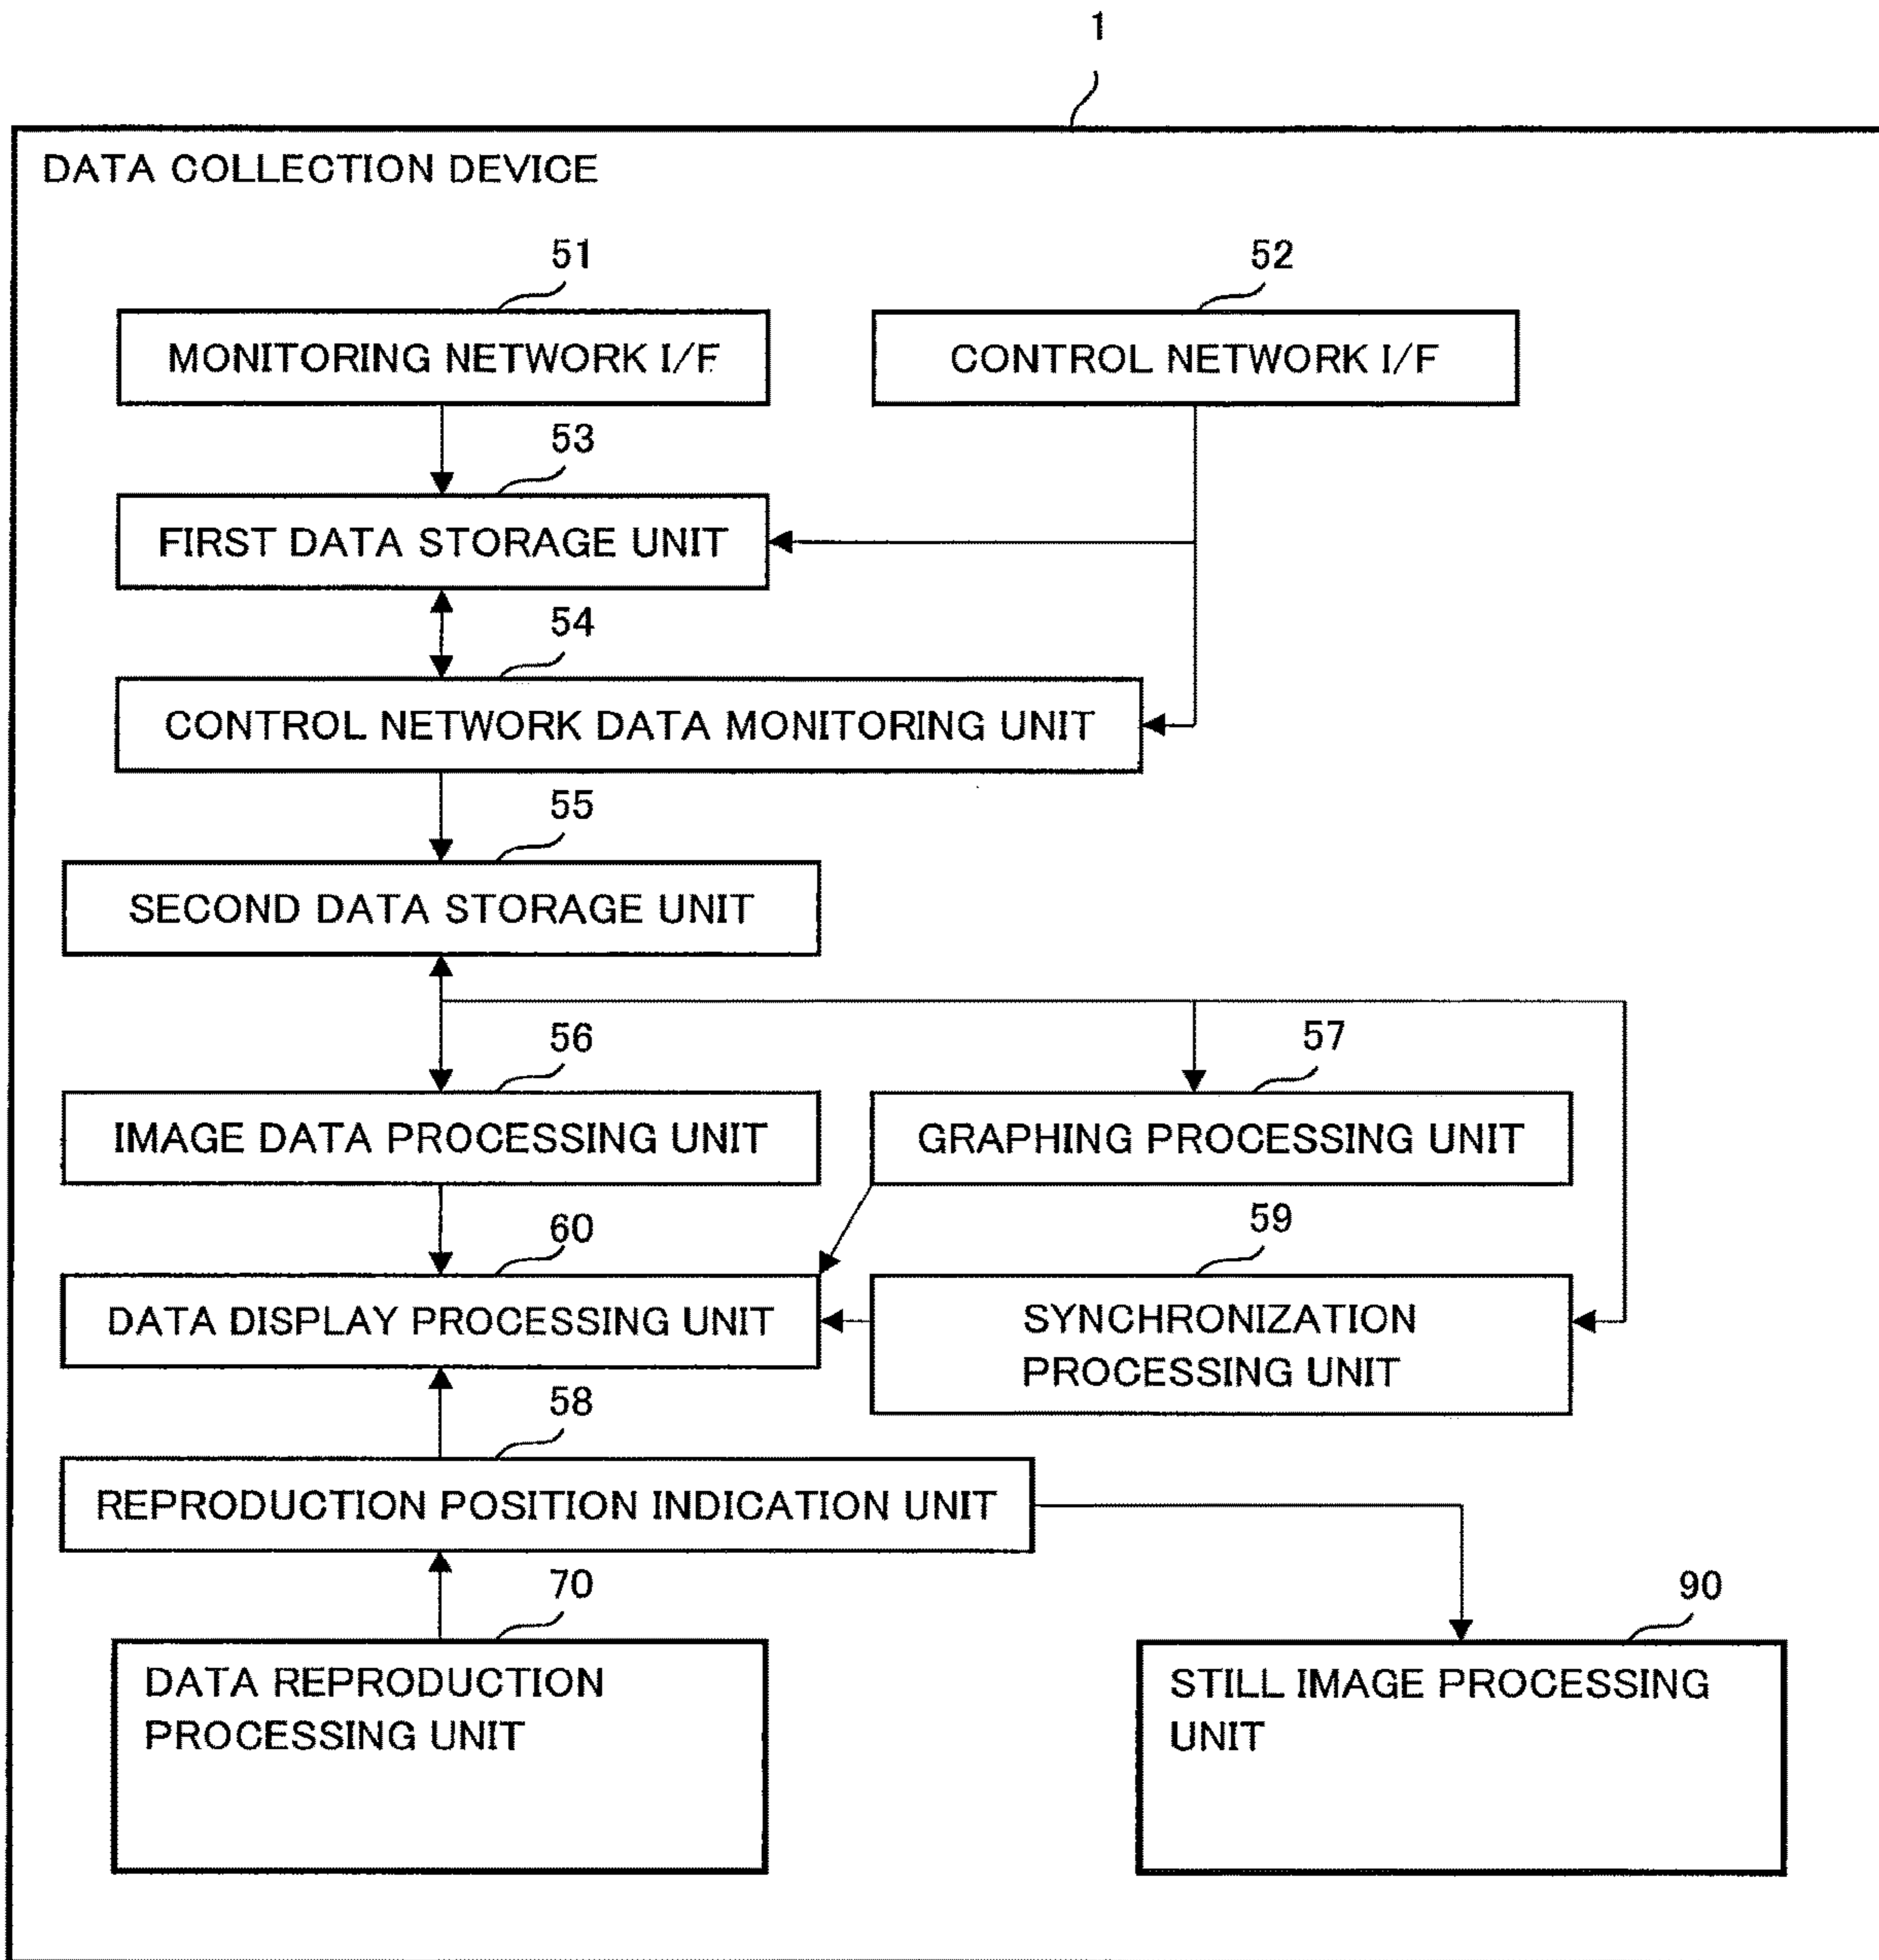 1
DATA COLLECTION DEVICE
51
52
MONITORING NETWORK I/F
CONTROL NETWORK I/F
53
FIRST DATA STORAGE UNIT
54
CONTROL NETWORK DATA MONITORING UNIT
55
SECOND DATA STORAGE UNIT
56
57
IMAGE DATA PROCESSING UNIT
GRAPHING PROCESSING UNIT
60
59
DATA DISPLAY PROCESSING UNIT
SYNCHRONIZATION
PROCESSING UNIT
58
REPRODUCTION POSITION INDICATION UNIT
70
90
DATA REPRODUCTION
PROCESSING UNIT
STILL IMAGE PROCESSING
UNIT